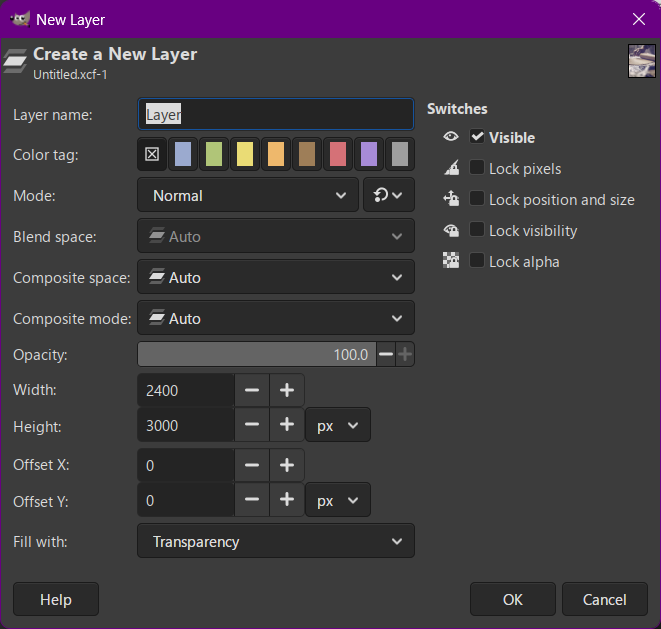 New Layer
Create a New Layer
Untitled.xcf-1
Layer name: Layer
Color tag:
Mode: Normal
Blend space: Auto
Composite space: Auto
Composite mode: Auto
Opacity: 100.0
Width: 2400
Height: 3000 px
Offset X: 0
Offset Y: 0 px
Fill with: Transparency
Switches
Visible
Lock pixels
Lock position and size
Lock visibility
Lock alpha
Help OK Cancel